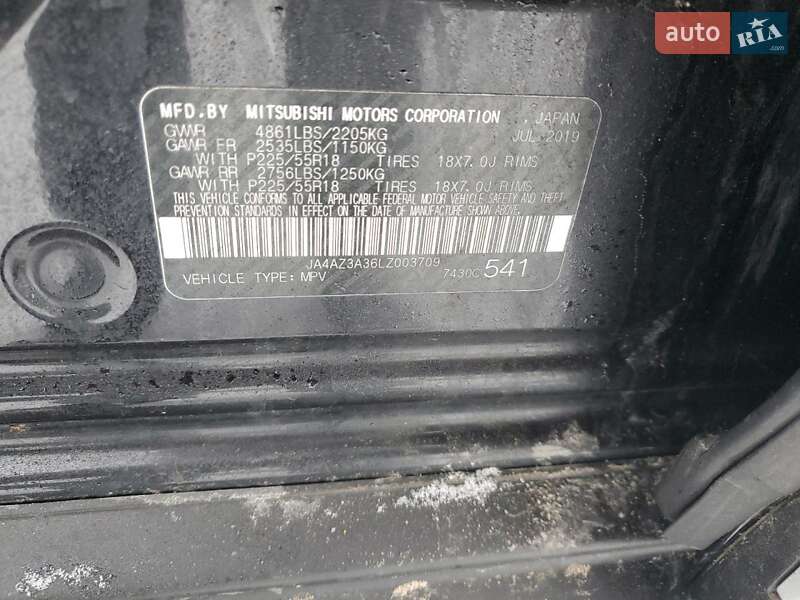 auto RIA.com
MFD.BY MITSUBISHI MOTORS CORPORATION JAPAN
GVWR 4861LBS/2205KG JUL 2019
GAWR FR 2535LBS/1150KG
WITH P225/55R18 TIRES 18X7.0J RIMS
GAWR RR 2756LBS/1250KG
WITH P225/55R18 TIRES 18X7.0J RIMS
THIS VEHICLE CONFORMS TO ALL APPLICABLE FEDERAL MOTOR VEHICLE SAFETY AND THEFT
PREVENTION STANDARDS IN EFFECT ON THE DATE OF MANUFACTURE SHOWN ABOVE.
JA4AZ3A36LZ003709
VEHICLE TYPE: MPV 7430C 541